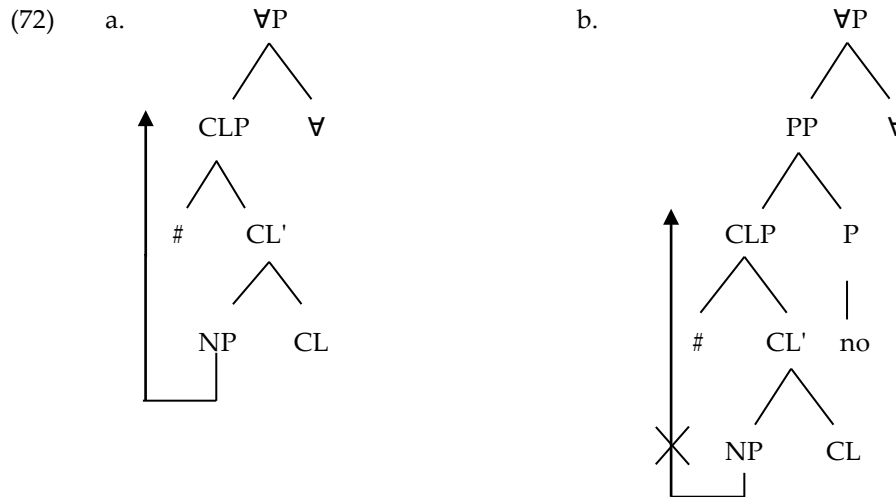 (72) a. ∀P b. ∀P
CLP ∀ PP ∀
# CL' CLP P
NP CL # CL' no
NP CL